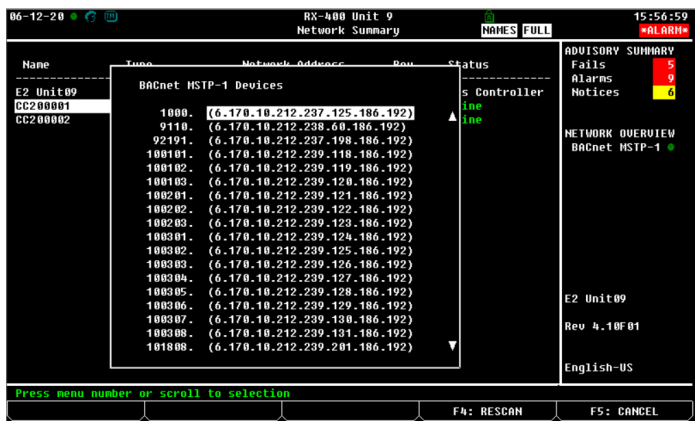 06-12-20 RX-400 Unit 9 15:56:59
Network Summary NAMES FULL *ALARM*
ADVISORY SUMMARY
Name Status
Fails 5
Alarms 9
Notices 6
BACnet MSTP-1 Devices
E2 Unit09 s Controller
CC200001 ine
CC200002 ine
1000. (6.170.10.212.237.125.186.192)
9110. (6.170.10.212.238.60.186.192)
92191. (6.170.10.212.237.198.186.192)
100101. (6.170.10.212.239.118.186.192)
100102. (6.170.10.212.239.119.186.192)
100103. (6.170.10.212.239.120.186.192)
100201. (6.170.10.212.239.121.186.192)
100202. (6.170.10.212.239.122.186.192)
100203. (6.170.10.212.239.123.186.192)
100301. (6.170.10.212.239.124.186.192)
100302. (6.170.10.212.239.125.186.192)
100303. (6.170.10.212.239.126.186.192)
100304. (6.170.10.212.239.127.186.192)
100305. (6.170.10.212.239.128.186.192)
100306. (6.170.10.212.239.129.186.192)
100307. (6.170.10.212.239.130.186.192)
100308. (6.170.10.212.239.131.186.192)
101808. (6.170.10.212.239.201.186.192)
NETWORK OVERVIEW
BACnet MSTP-1
E2 Unit09
Rev 4.10F01
English-US
Press menu number or scroll to selection
F4: RESCAN F5: CANCEL